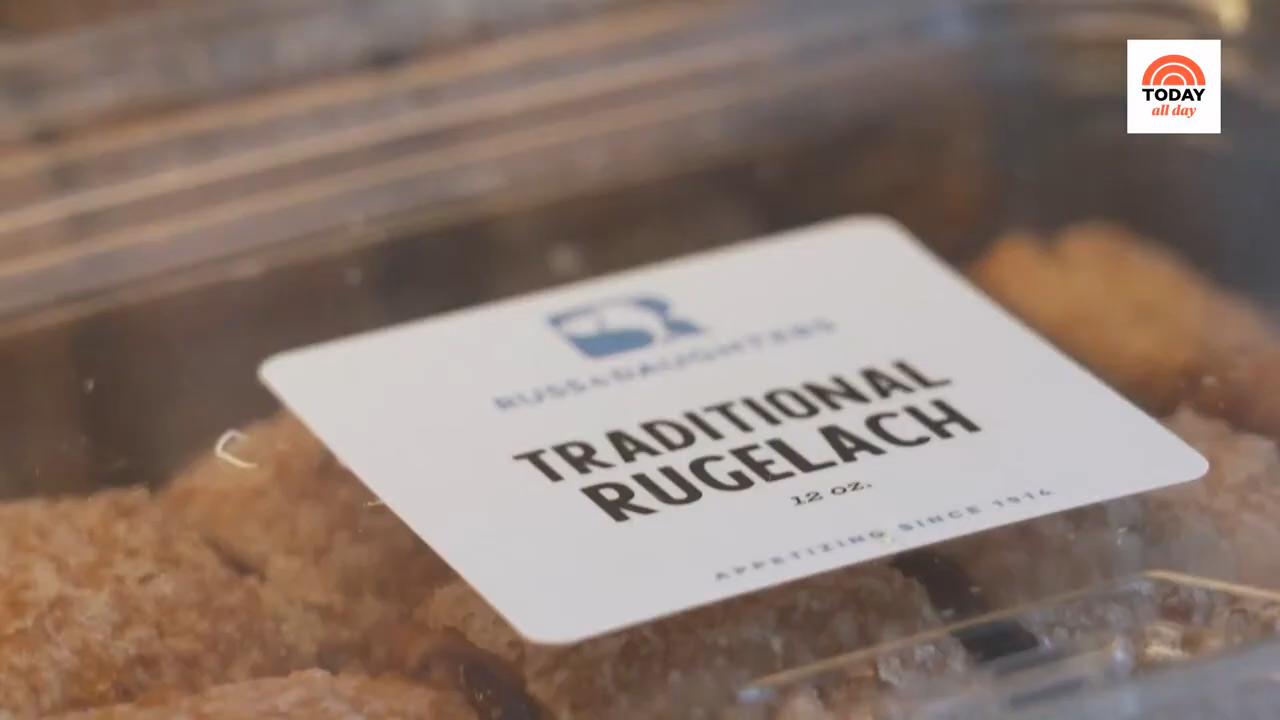 TODAY
all day
RUSS & DAUGHTERS
TRADITIONAL
RUGELACH
12 OZ.
APPETIZING SINCE 1914